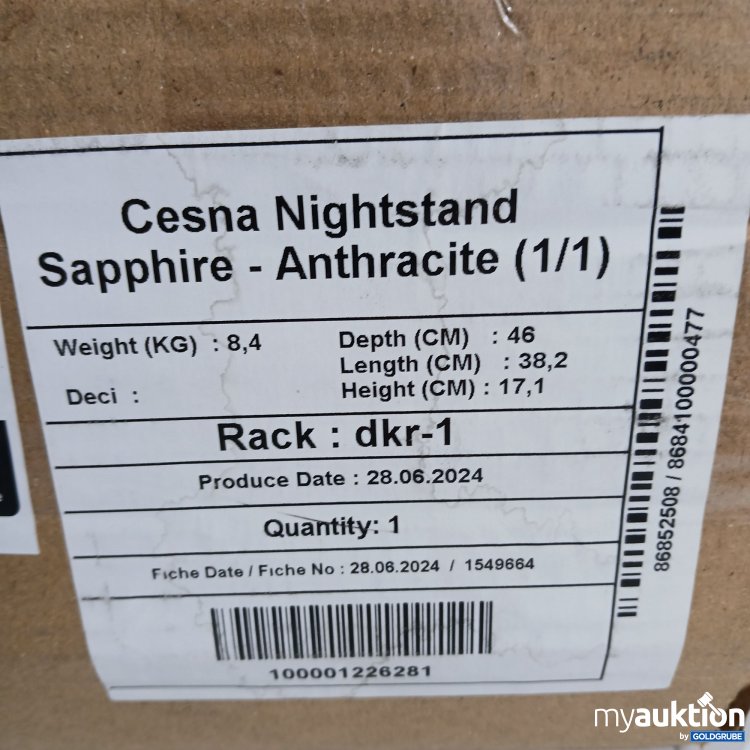 Cesna Nightstand
Sapphire - Anthracite (1/1)
Weight (KG) : 8,4
Deci :
Depth (CM) : 46
Length (CM) : 38,2
Height (CM) : 17,1
Rack : dkr-1
Produce Date : 28.06.2024
Quantity: 1
Fiche Date / Fiche No : 28.06.2024 / 1549664
100001226281
86852508 / 8684100000477
myauktion
by GOLDGRUBE